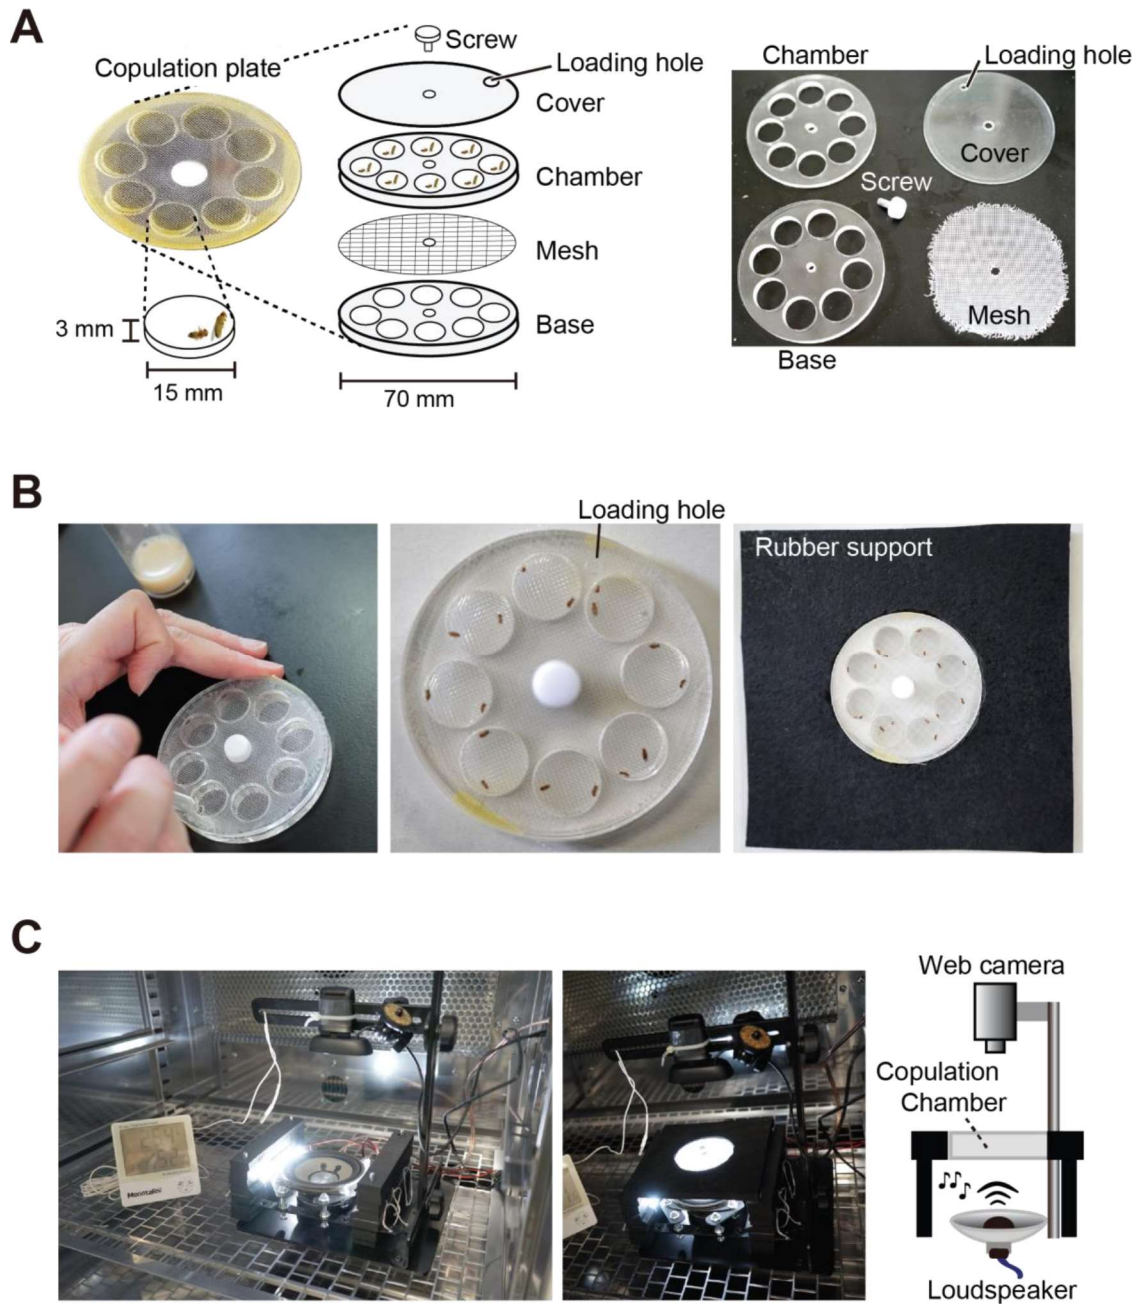 A
Screw
Copulation plate
Loading hole
Cover
Chamber
Mesh
Base
3 mm
15 mm
70 mm
Chamber
Loading hole
Cover
Screw
Mesh
Base
B
Loading hole
Rubber support
C
Web camera
Copulation
Chamber
Loudspeaker